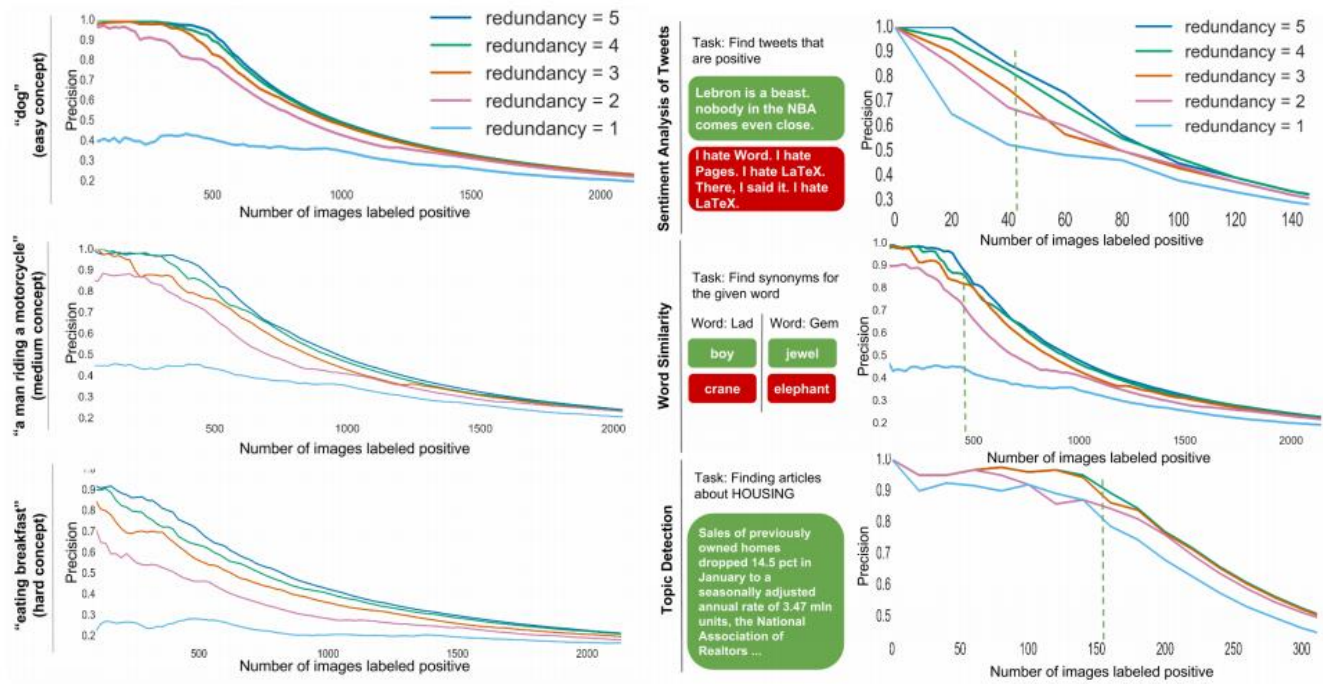 "dog"
(easy concept)
Precision
1.0
0.9
0.8
0.7
0.6
0.5
0.4
0.3
0.2
500
1000
1500
2000
Number of images labeled positive
redundancy = 5
redundancy = 4
redundancy = 3
redundancy = 2
redundancy = 1
"a man riding a motorcycle"
(medium concept)
Precision
1.0
0.9
0.8
0.7
0.6
0.5
0.4
0.3
0.2
500
1000
1500
2000
Number of images labeled positive
"eating breakfast"
(hard concept)
Precision
1.0
0.9
0.8
0.7
0.6
0.5
0.4
0.3
0.2
500
1000
1500
2000
Number of images labeled positive
Sentiment Analysis of Tweets
Task: Find tweets that
are positive
Lebron is a beast.
nobody in the NBA
comes even close.
I hate Word. I hate
Pages. I hate LaTeX.
There, I said it. I hate
LaTeX.
Precision
1.0
0.9
0.8
0.7
0.6
0.5
0.4
0.3
0
20
40
60
80
100
120
140
Number of images labeled positive
redundancy = 5
redundancy = 4
redundancy = 3
redundancy = 2
redundancy = 1
Word Similarity
Task: Find synonyms for
the given word
Word: Lad
Word: Gem
boy
jewel
crane
elephant
Precision
1.0
0.9
0.8
0.7
0.6
0.5
0.4
0.3
0.2
500
1000
1500
2000
Number of images labeled positive
Topic Detection
Task: Finding articles
about HOUSING
Sales of previously
owned homes
dropped 14.5 pct in
January to a
seasonally adjusted
annual rate of 3.47 mln
units, the National
Association of
Realtors ...
Precision
1.0
0.9
0.8
0.7
0.6
0.5
0
50
100
150
200
250
300
Number of images labeled positive